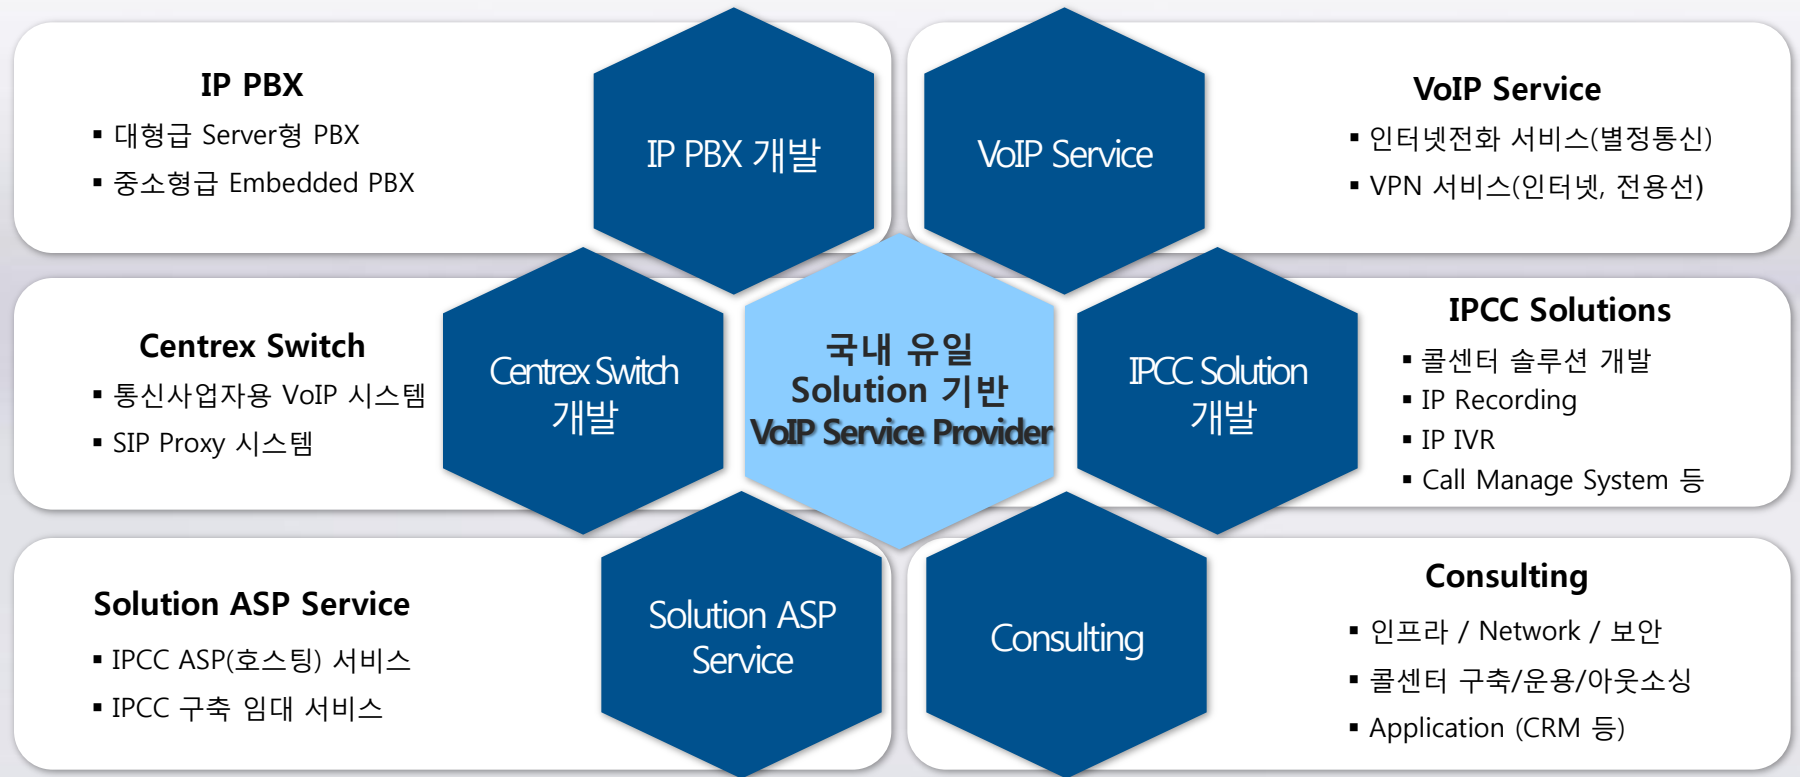 IP PBX
▪ 대형급 Server형 PBX
▪ 중소형급 Embedded PBX
IP PBX 개발
VoIP Service
VoIP Service
▪ 인터넷전화 서비스(별정통신)
▪ VPN 서비스(인터넷, 전용선)
Centrex Switch
▪ 통신사업자용 VoIP 시스템
▪ SIP Proxy 시스템
Centrex Switch
개발
국내 유일
Solution 기반
VoIP Service Provider
IPCC Solution
개발
IPCC Solutions
▪ 콜센터 솔루션 개발
▪ IP Recording
▪ IP IVR
▪ Call Manage System 등
Solution ASP Service
▪ IPCC ASP(호스팅) 서비스
▪ IPCC 구축 임대 서비스
Solution ASP
Service
Consulting
Consulting
▪ 인프라 / Network / 보안
▪ 콜센터 구축/운용/아웃소싱
▪ Application (CRM 등)